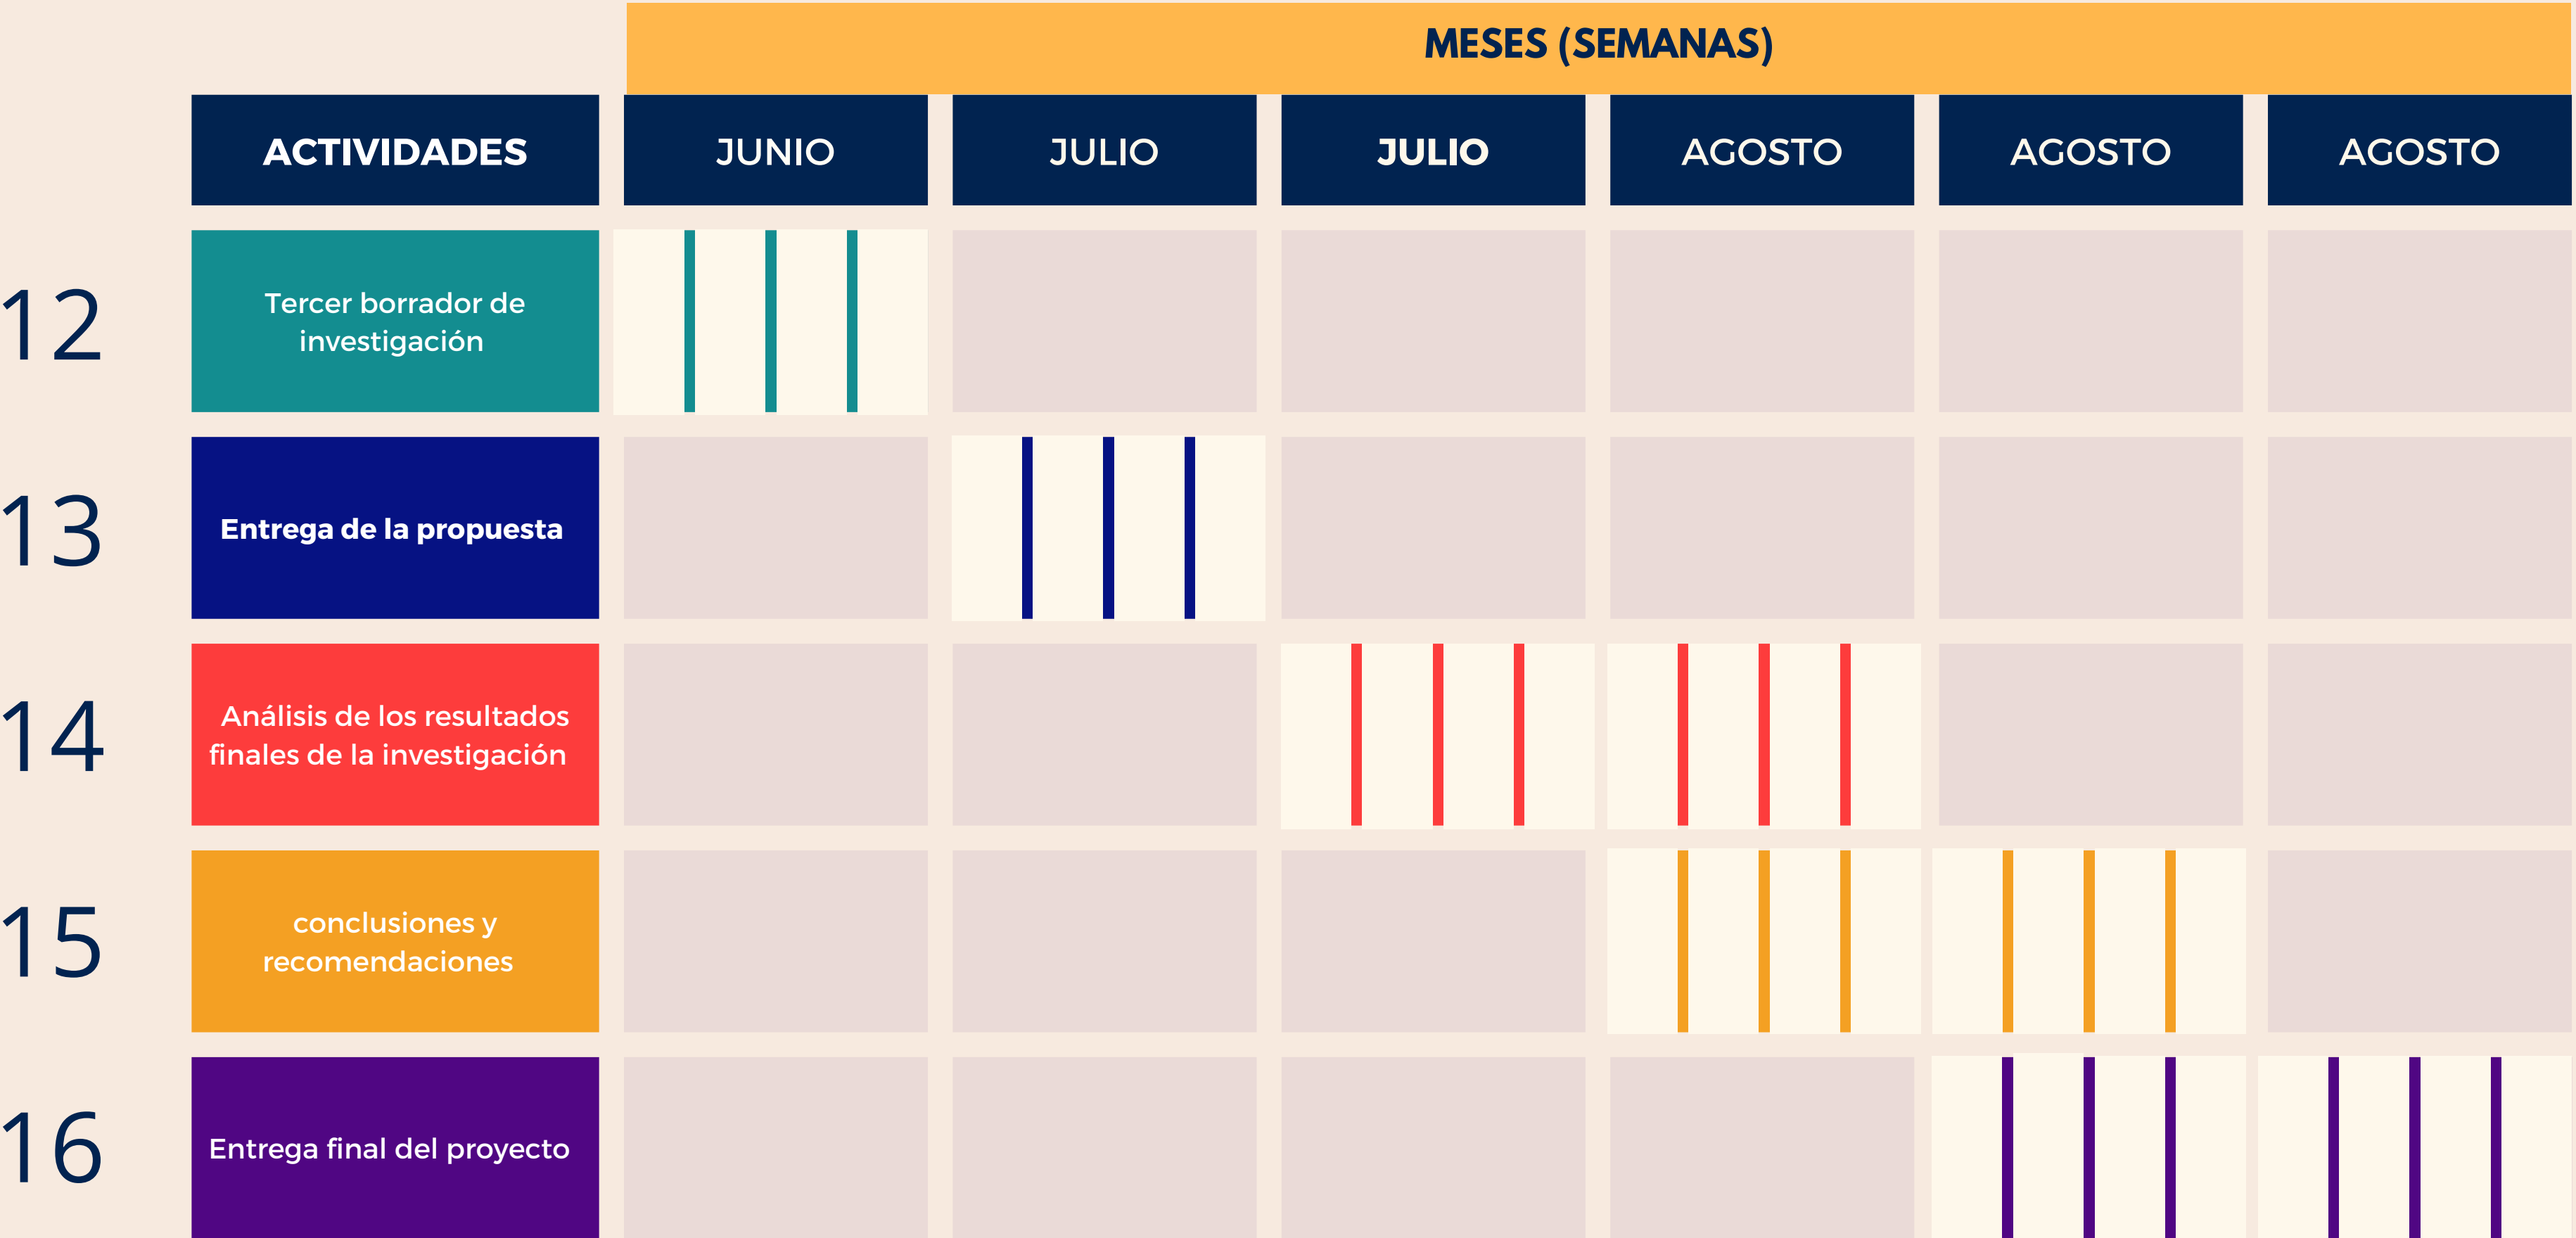 MESES (SEMANAS)
ACTIVIDADES JUNIO JULIO JULIO AGOSTO AGOSTO AGOSTO
12
Tercer borrador de
investigación
13
Entrega de la propuesta
14
Análisis de los resultados
finales de la investigación
15
conclusiones y
recomendaciones
16
Entrega final del proyecto